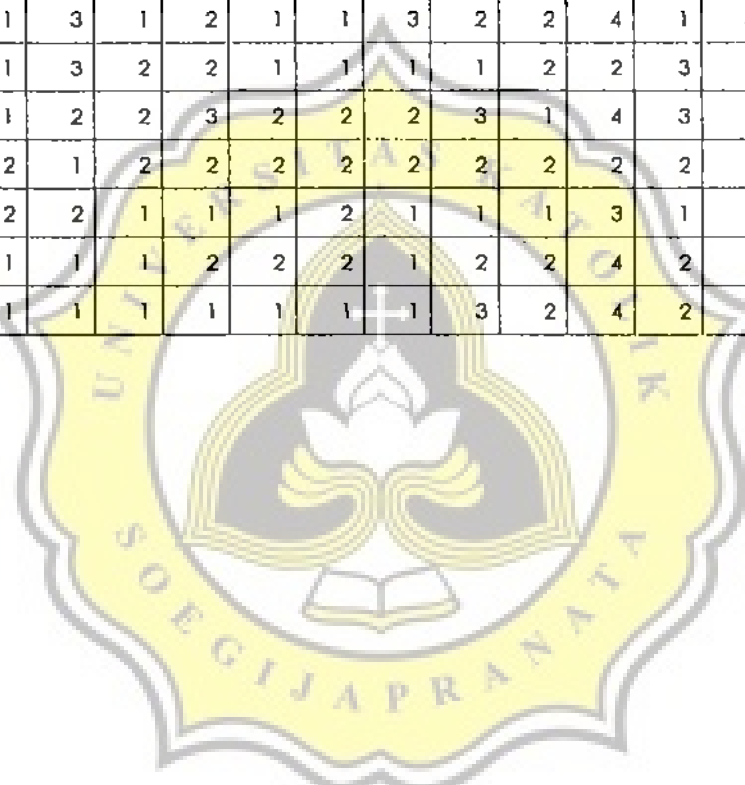 1 3 1 2 1 1 3 2 2 4 1
1 3 2 2 1 1 1 1 2 2 3
1 2 2 3 2 2 2 3 1 4 3
2 1 2 2 2 2 2 2 2 2 2
2 2 1 1 1 2 1 1 1 3 1
1 1 1 2 2 2 1 2 2 4 2
1 1 1 1 1 1 1 3 2 4 2
UNIVERSITAS KATOLIK
SOEGIJAPRANATA